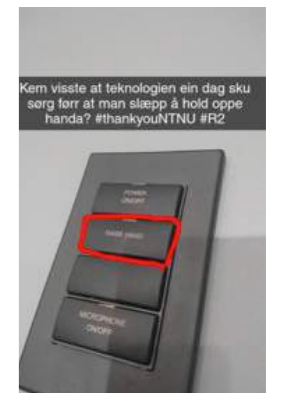 Kem visste at teknologien ein dag sku
sørg førr at man slæpp å hold oppe
handa? #thankyouNTNU #R2
POWER
ON/OFF
RAISE HAND
MICROPHONE
ON/OFF